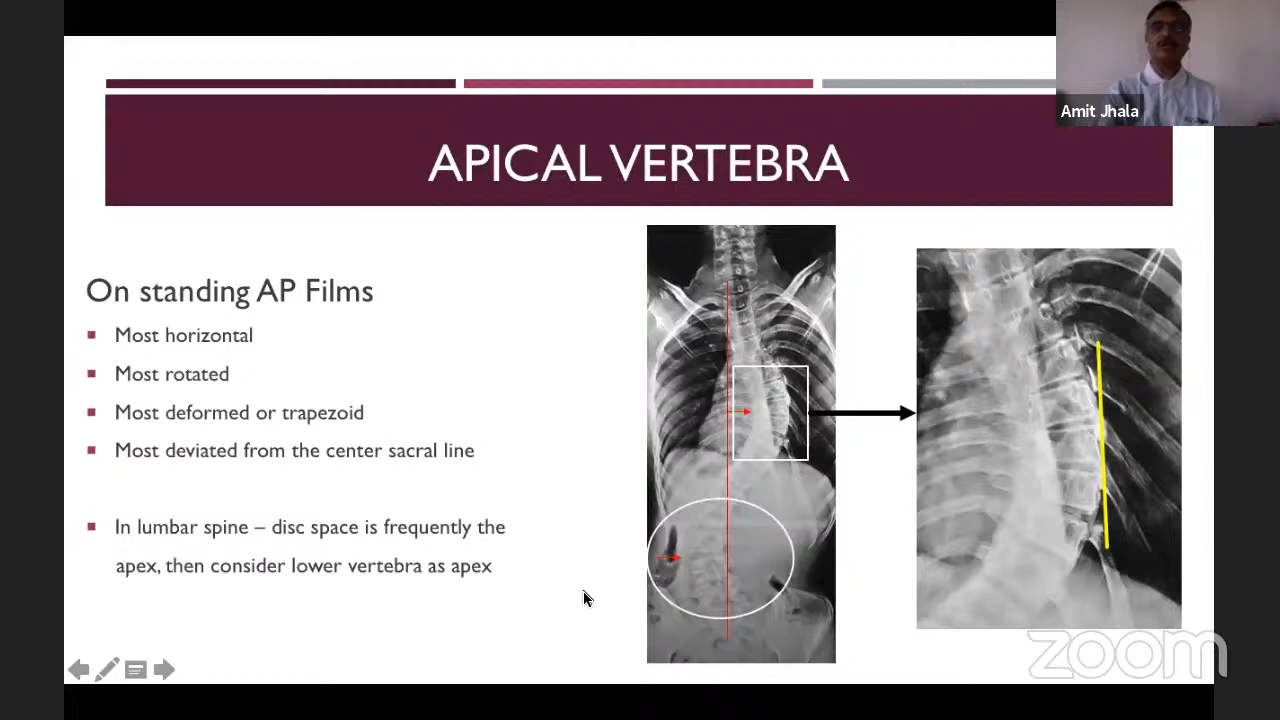 Amit Jhala
APICAL VERTEBRA
On standing AP Films
Most horizontal
Most rotated
Most deformed or trapezoid
Most deviated from the center sacral line
In lumbar spine – disc space is frequently the
apex, then consider lower vertebra as apex
zoom